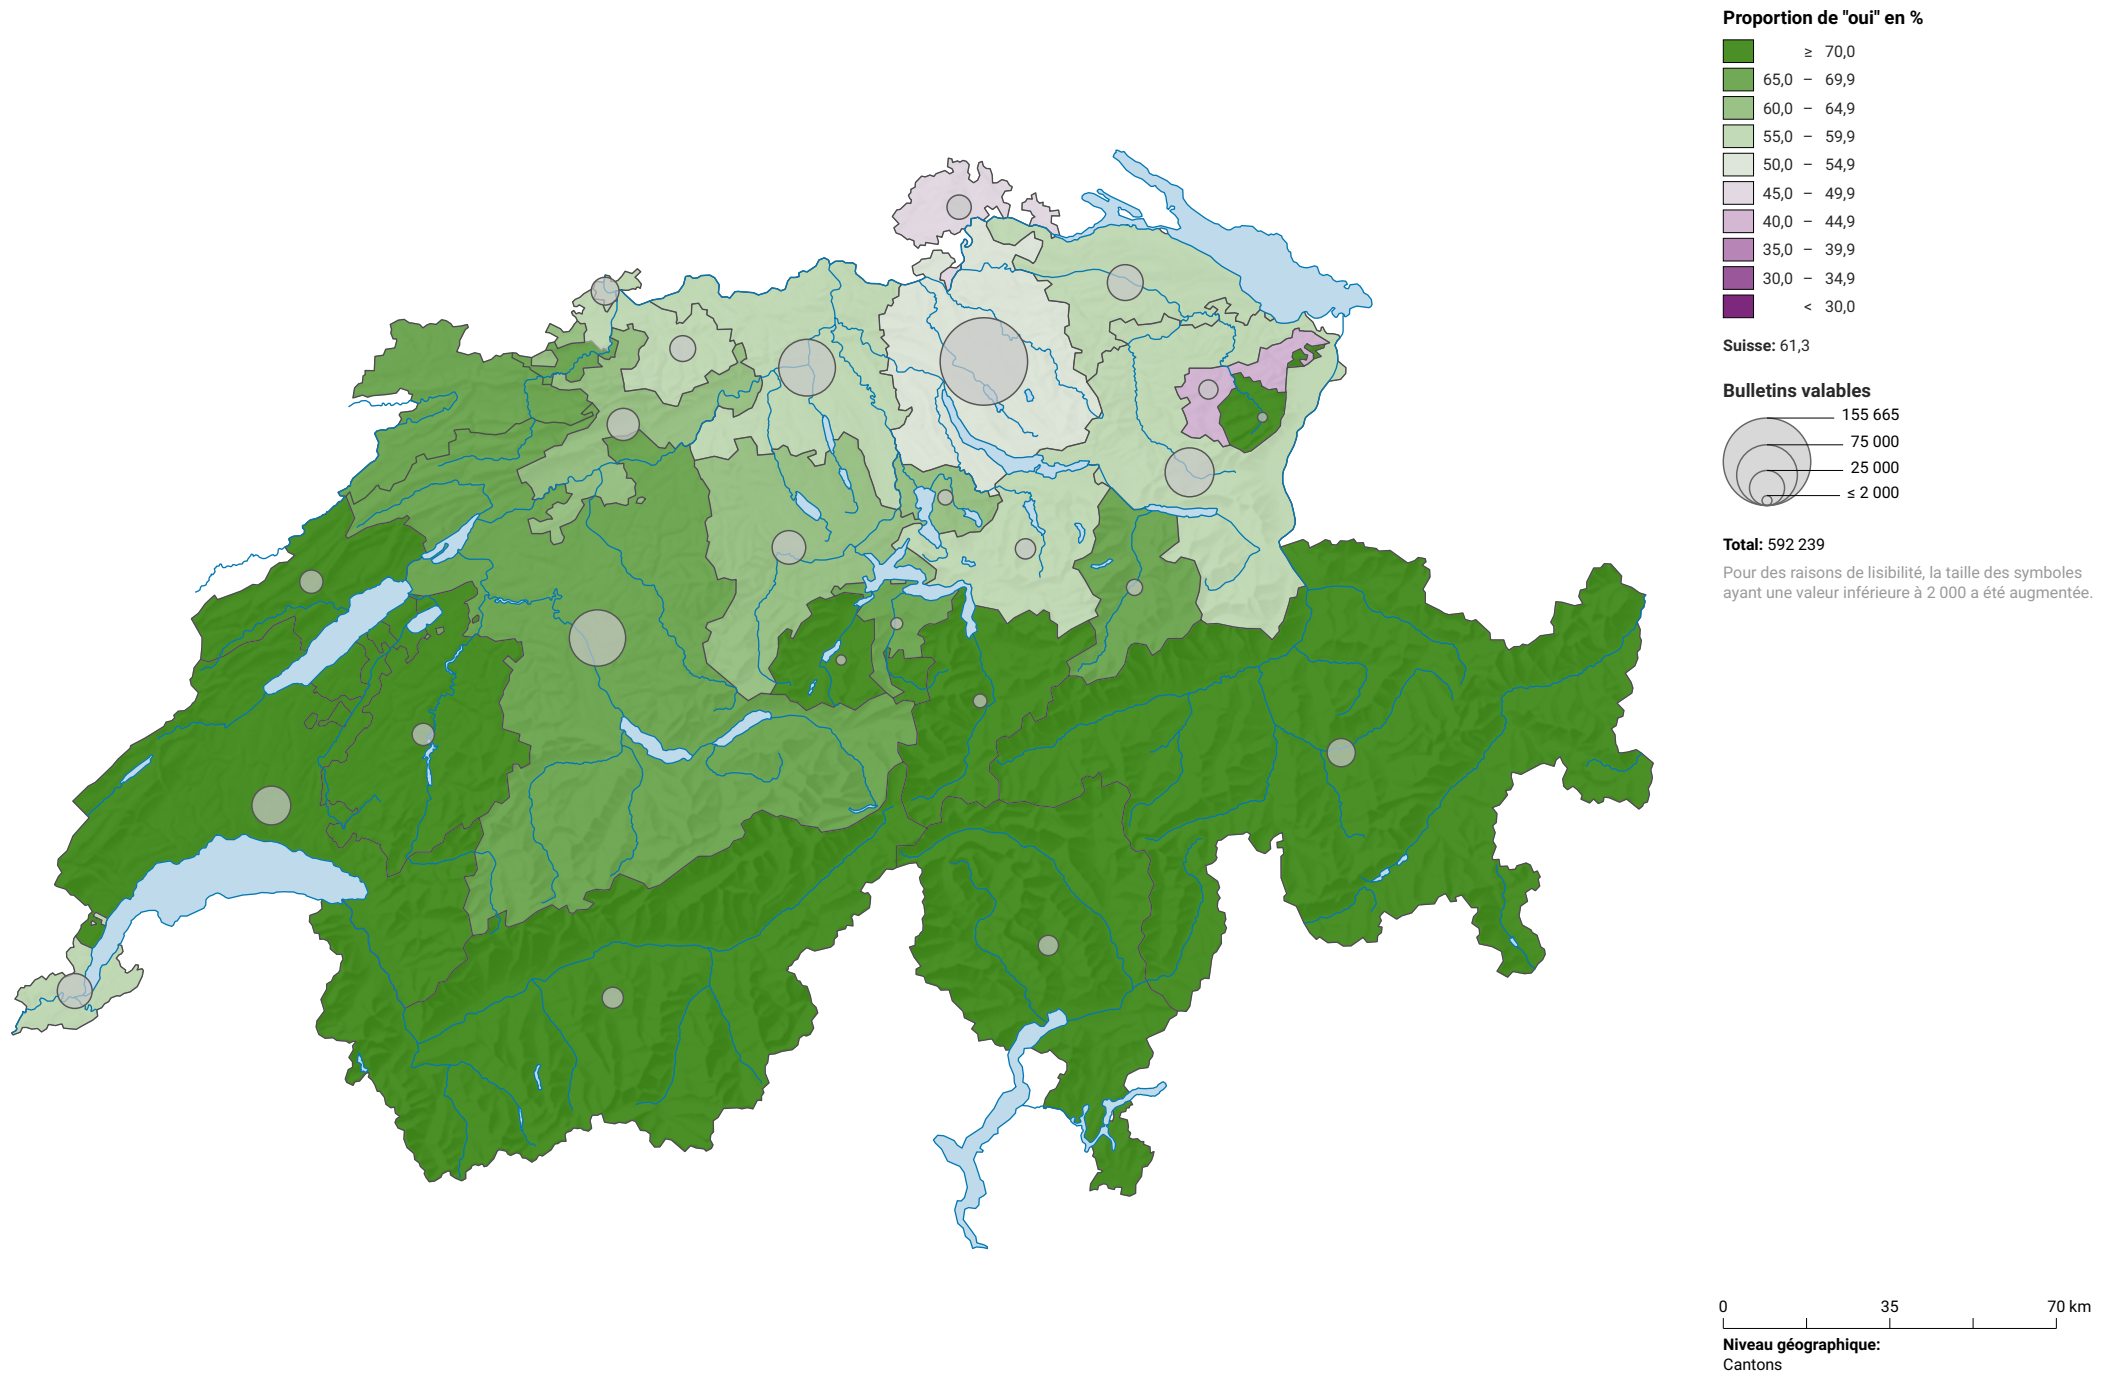 Proportion de "oui" en %
≥ 70,0
65,0 – 69,9
60,0 – 64,9
55,0 – 59,9
50,0 – 54,9
45,0 – 49,9
40,0 – 44,9
35,0 – 39,9
30,0 – 34,9
< 30,0
Suisse: 61,3
Bulletins valables
155 665
75 000
25 000
≤ 2 000
Total: 592 239
Pour des raisons de lisibilité, la taille des symboles
ayant une valeur inférieure à 2 000 a été augmentée.
0 35 70 km
Niveau géographique:
Cantons